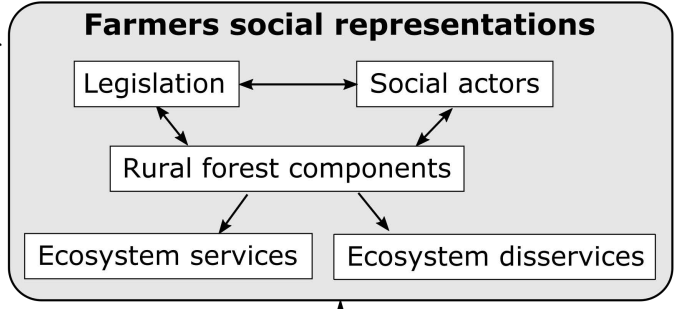 Farmers social representations
Legislation
Social actors
Rural forest components
Ecosystem services
Ecosystem disservices